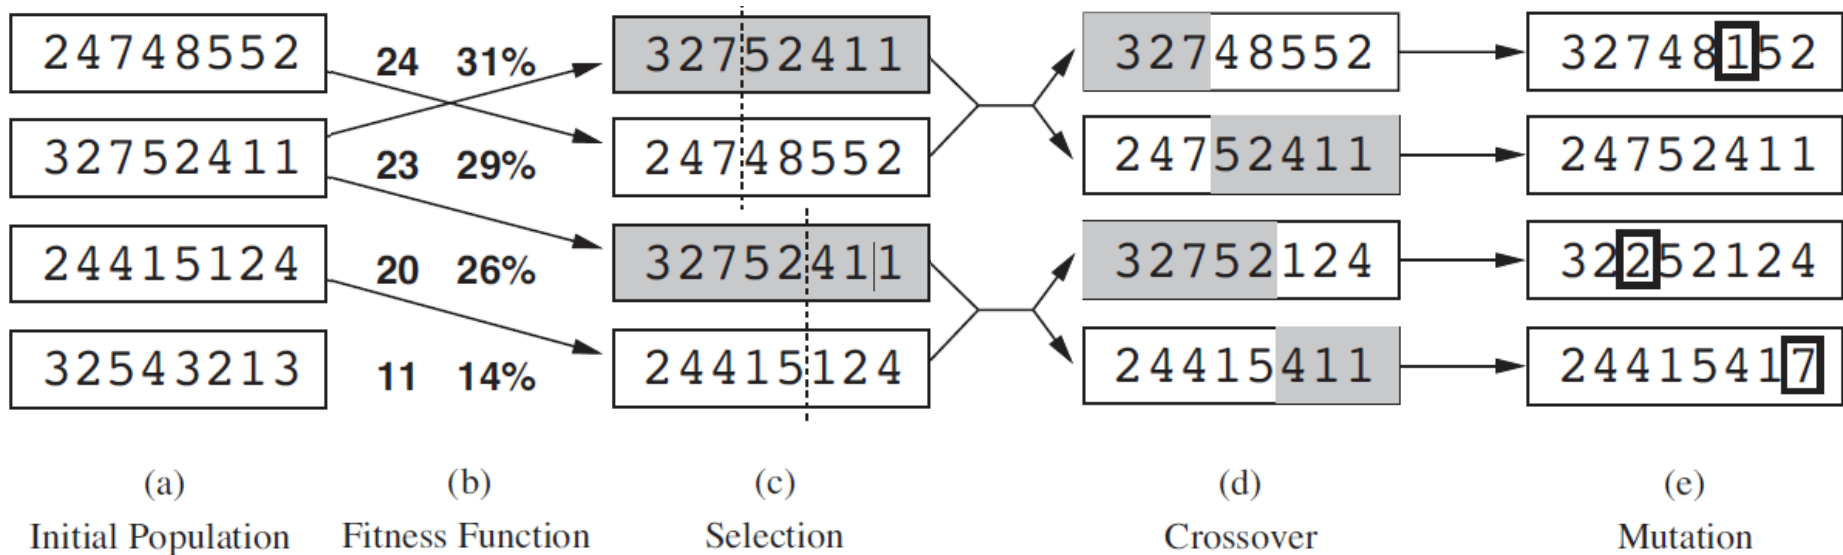 24748552 24 31% 32752411 32748552 32748152
32752411 23 29% 24748552 24752411 24752411
24415124 20 26% 32752411 32752124 32252124
32543213 11 14% 24415124 24415411 24415417
(a) (b) (c) (d) (e)
Initial Population Fitness Function Selection Crossover Mutation